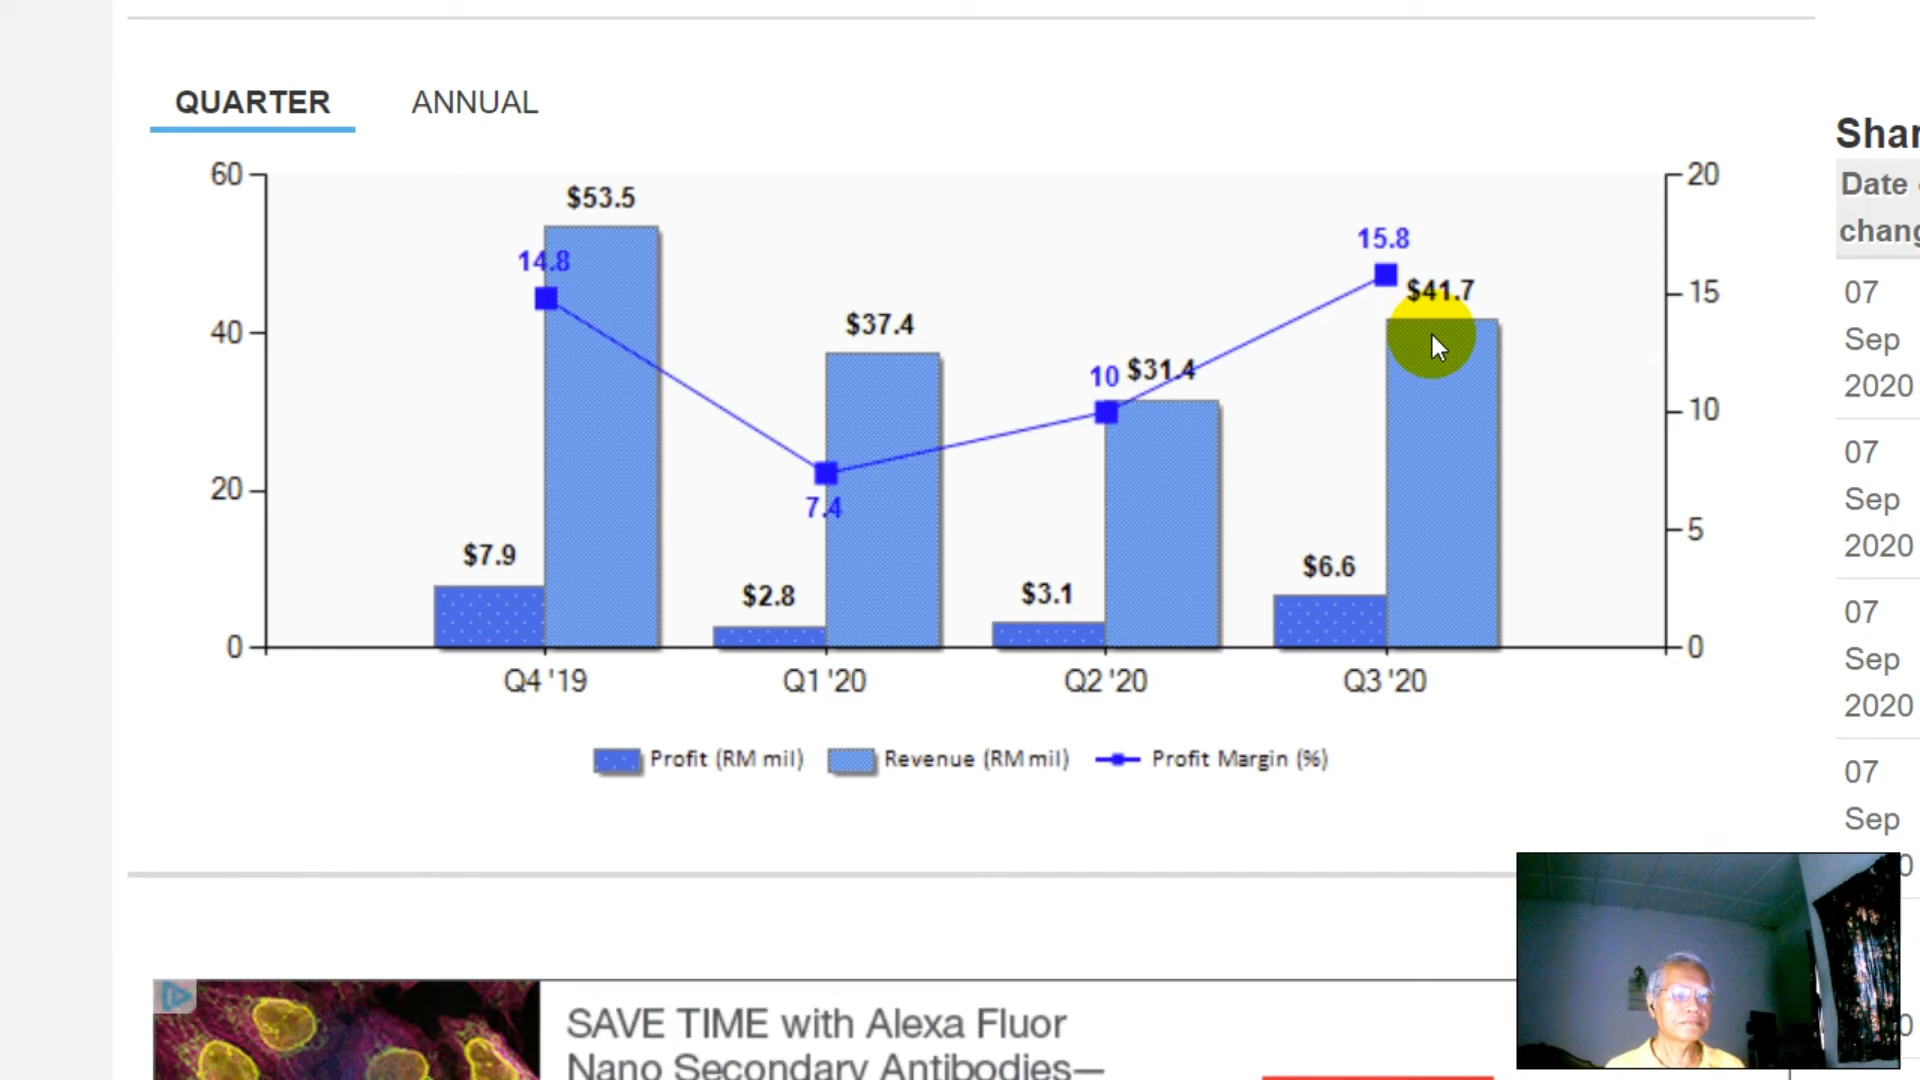 QUARTER ANNUAL
60
40
20
0
20
15
10
5
0
$53.5
14.8
$7.9
$37.4
7.4
$2.8
10
$31.4
$3.1
15.8
$41.7
$6.6
Q4 '19 Q1 '20 Q2 '20 Q3 '20
Profit (RM mil) Revenue (RM mil) Profit Margin (%)
Date
07
Sep
2020
07
Sep
2020
07
Sep
2020
07
Sep
SAVE TIME with Alexa Fluor
Nano Secondary Antibodies—